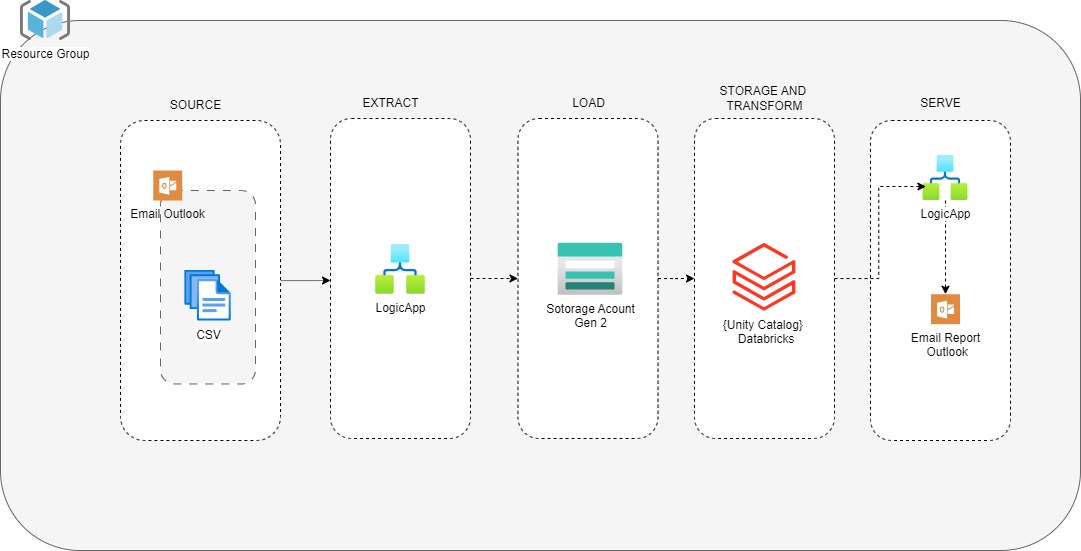 Resource Group
SOURCE
EXTRACT
LOAD
STORAGE AND
TRANSFORM
SERVE
Email Outlook
CSV
LogicApp
Sotorage Acount
Gen 2
{Unity Catalog}
Databricks
LogicApp
Email Report
Outlook